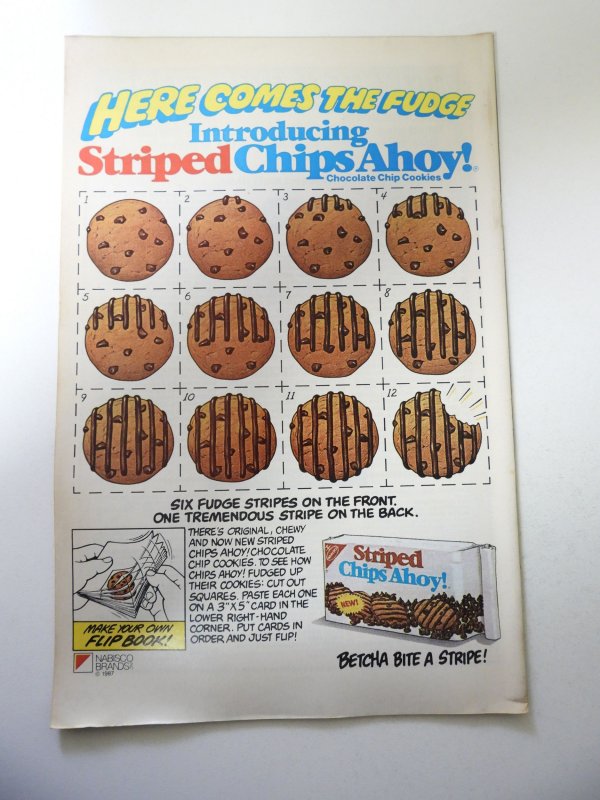 HERE COMES THE FUDGE
Introducing
Striped Chips Ahoy!®
Chocolate Chip Cookies
1 2 3 4
5 6 7 8
9 10 11 12
SIX FUDGE STRIPES ON THE FRONT.
ONE TREMENDOUS STRIPE ON THE BACK.
MAKE YOUR OWN
FLIP BOOK!
THERE'S ORIGINAL, CHEWY
AND NOW NEW STRIPED
CHIPS AHOY! CHOCOLATE
CHIP COOKIES. TO SEE HOW
CHIPS AHOY! FUDGED UP
THEIR COOKIES: CUT OUT
SQUARES. PASTE EACH ONE
ON A 3"X5" CARD IN THE
LOWER RIGHT-HAND
CORNER. PUT CARDS IN
ORDER AND JUST FLIP!
Striped
Chips Ahoy!
NEW!
BETCHA BITE A STRIPE!
NABISCO
BRANDS
© 1987